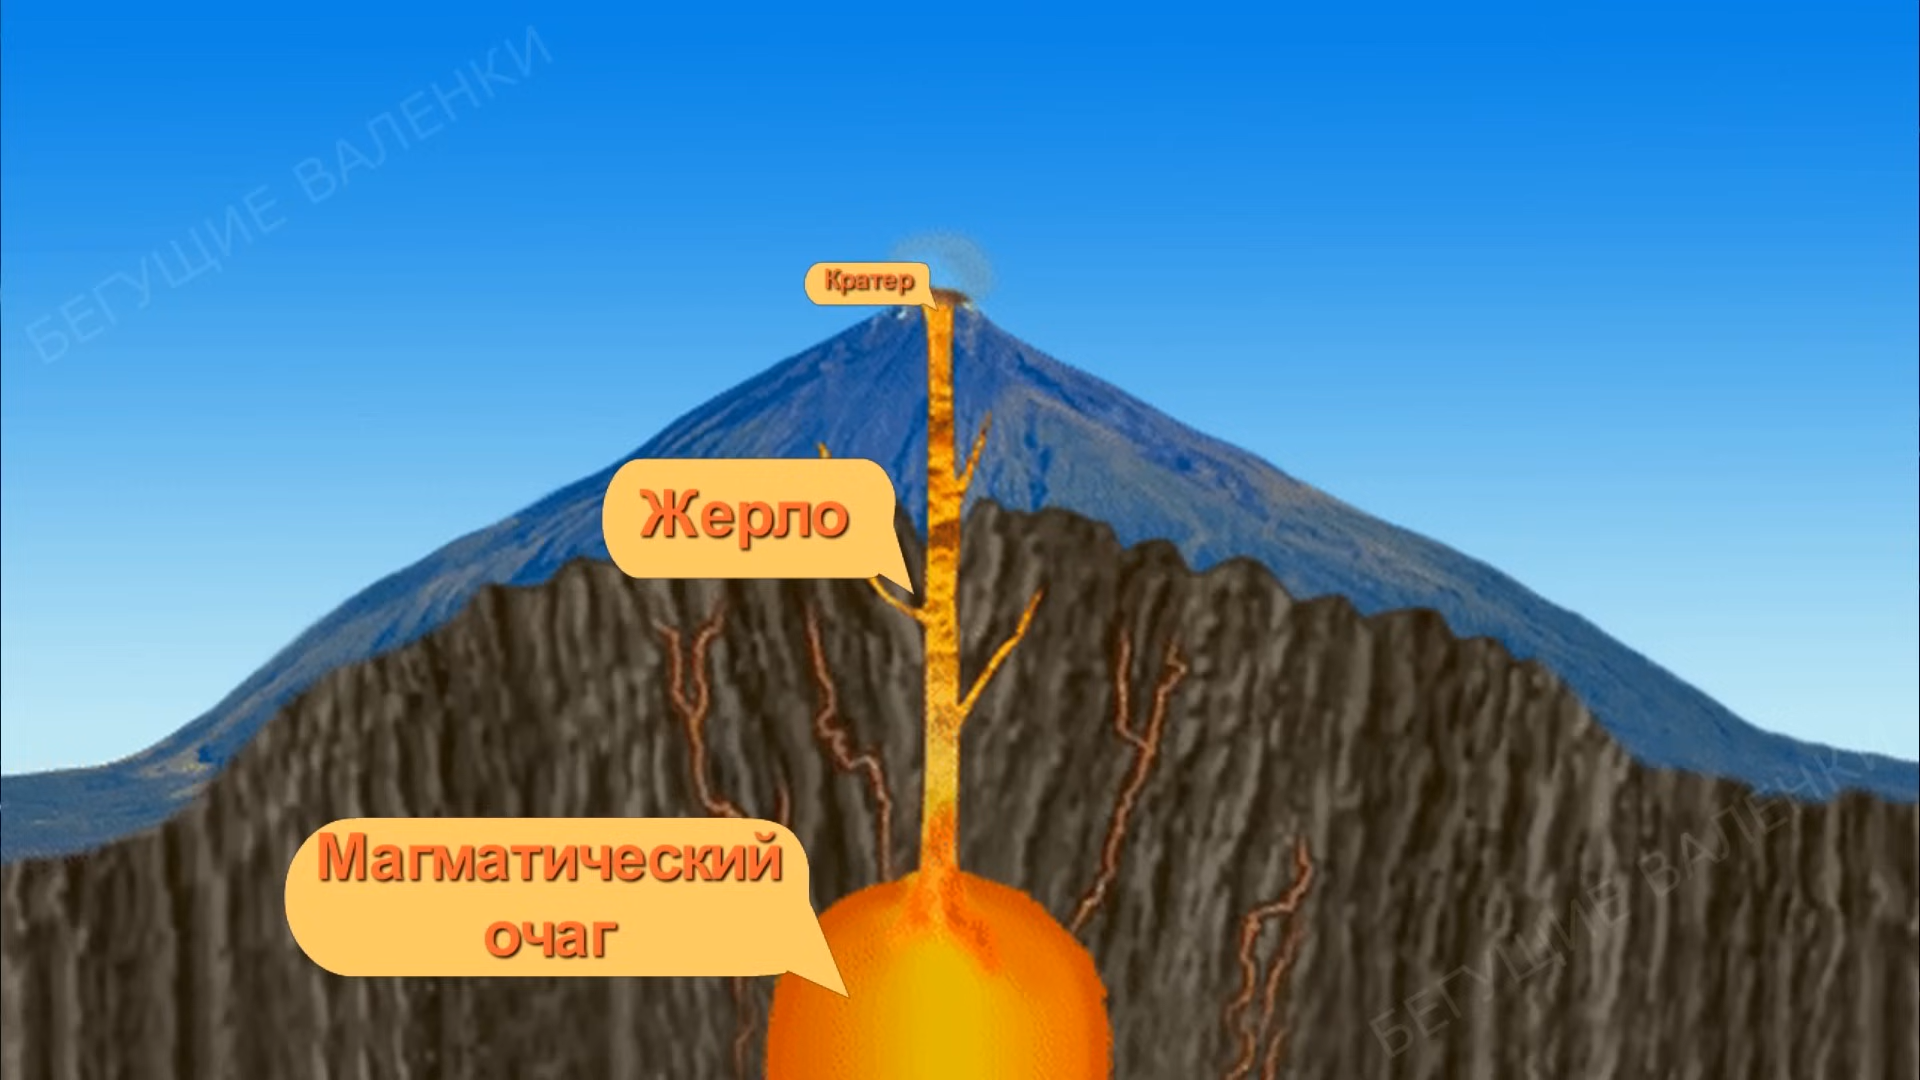 БЕГУЩИЕ ВАЛЕНКИ
Кратер
Жерло
Магматический
очаг
БЕГУЩИЕ ВАЛЕНКИ